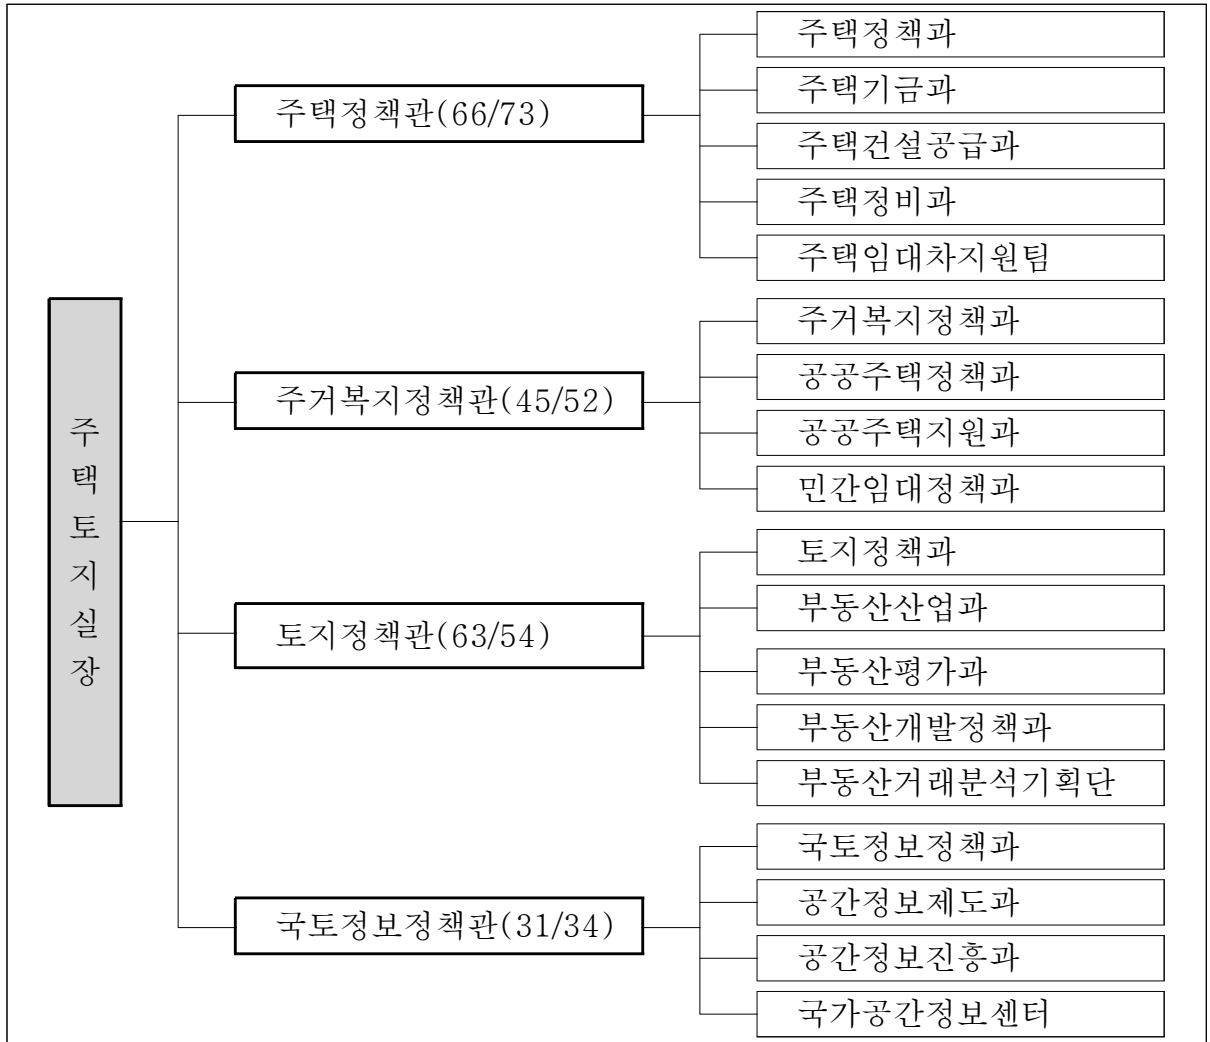 주택토지실장
주택정책관(66/73)
주택정책과
주택기금과
주택건설공급과
주택정비과
주택임대차지원팀
주거복지정책관(45/52)
주거복지정책과
공공주택정책과
공공주택지원과
민간임대정책과
토지정책관(63/54)
토지정책과
부동산산업과
부동산평가과
부동산개발정책과
부동산거래분석기획단
국토정보정책관(31/34)
국토정보정책과
공간정보제도과
공간정보진흥과
국가공간정보센터